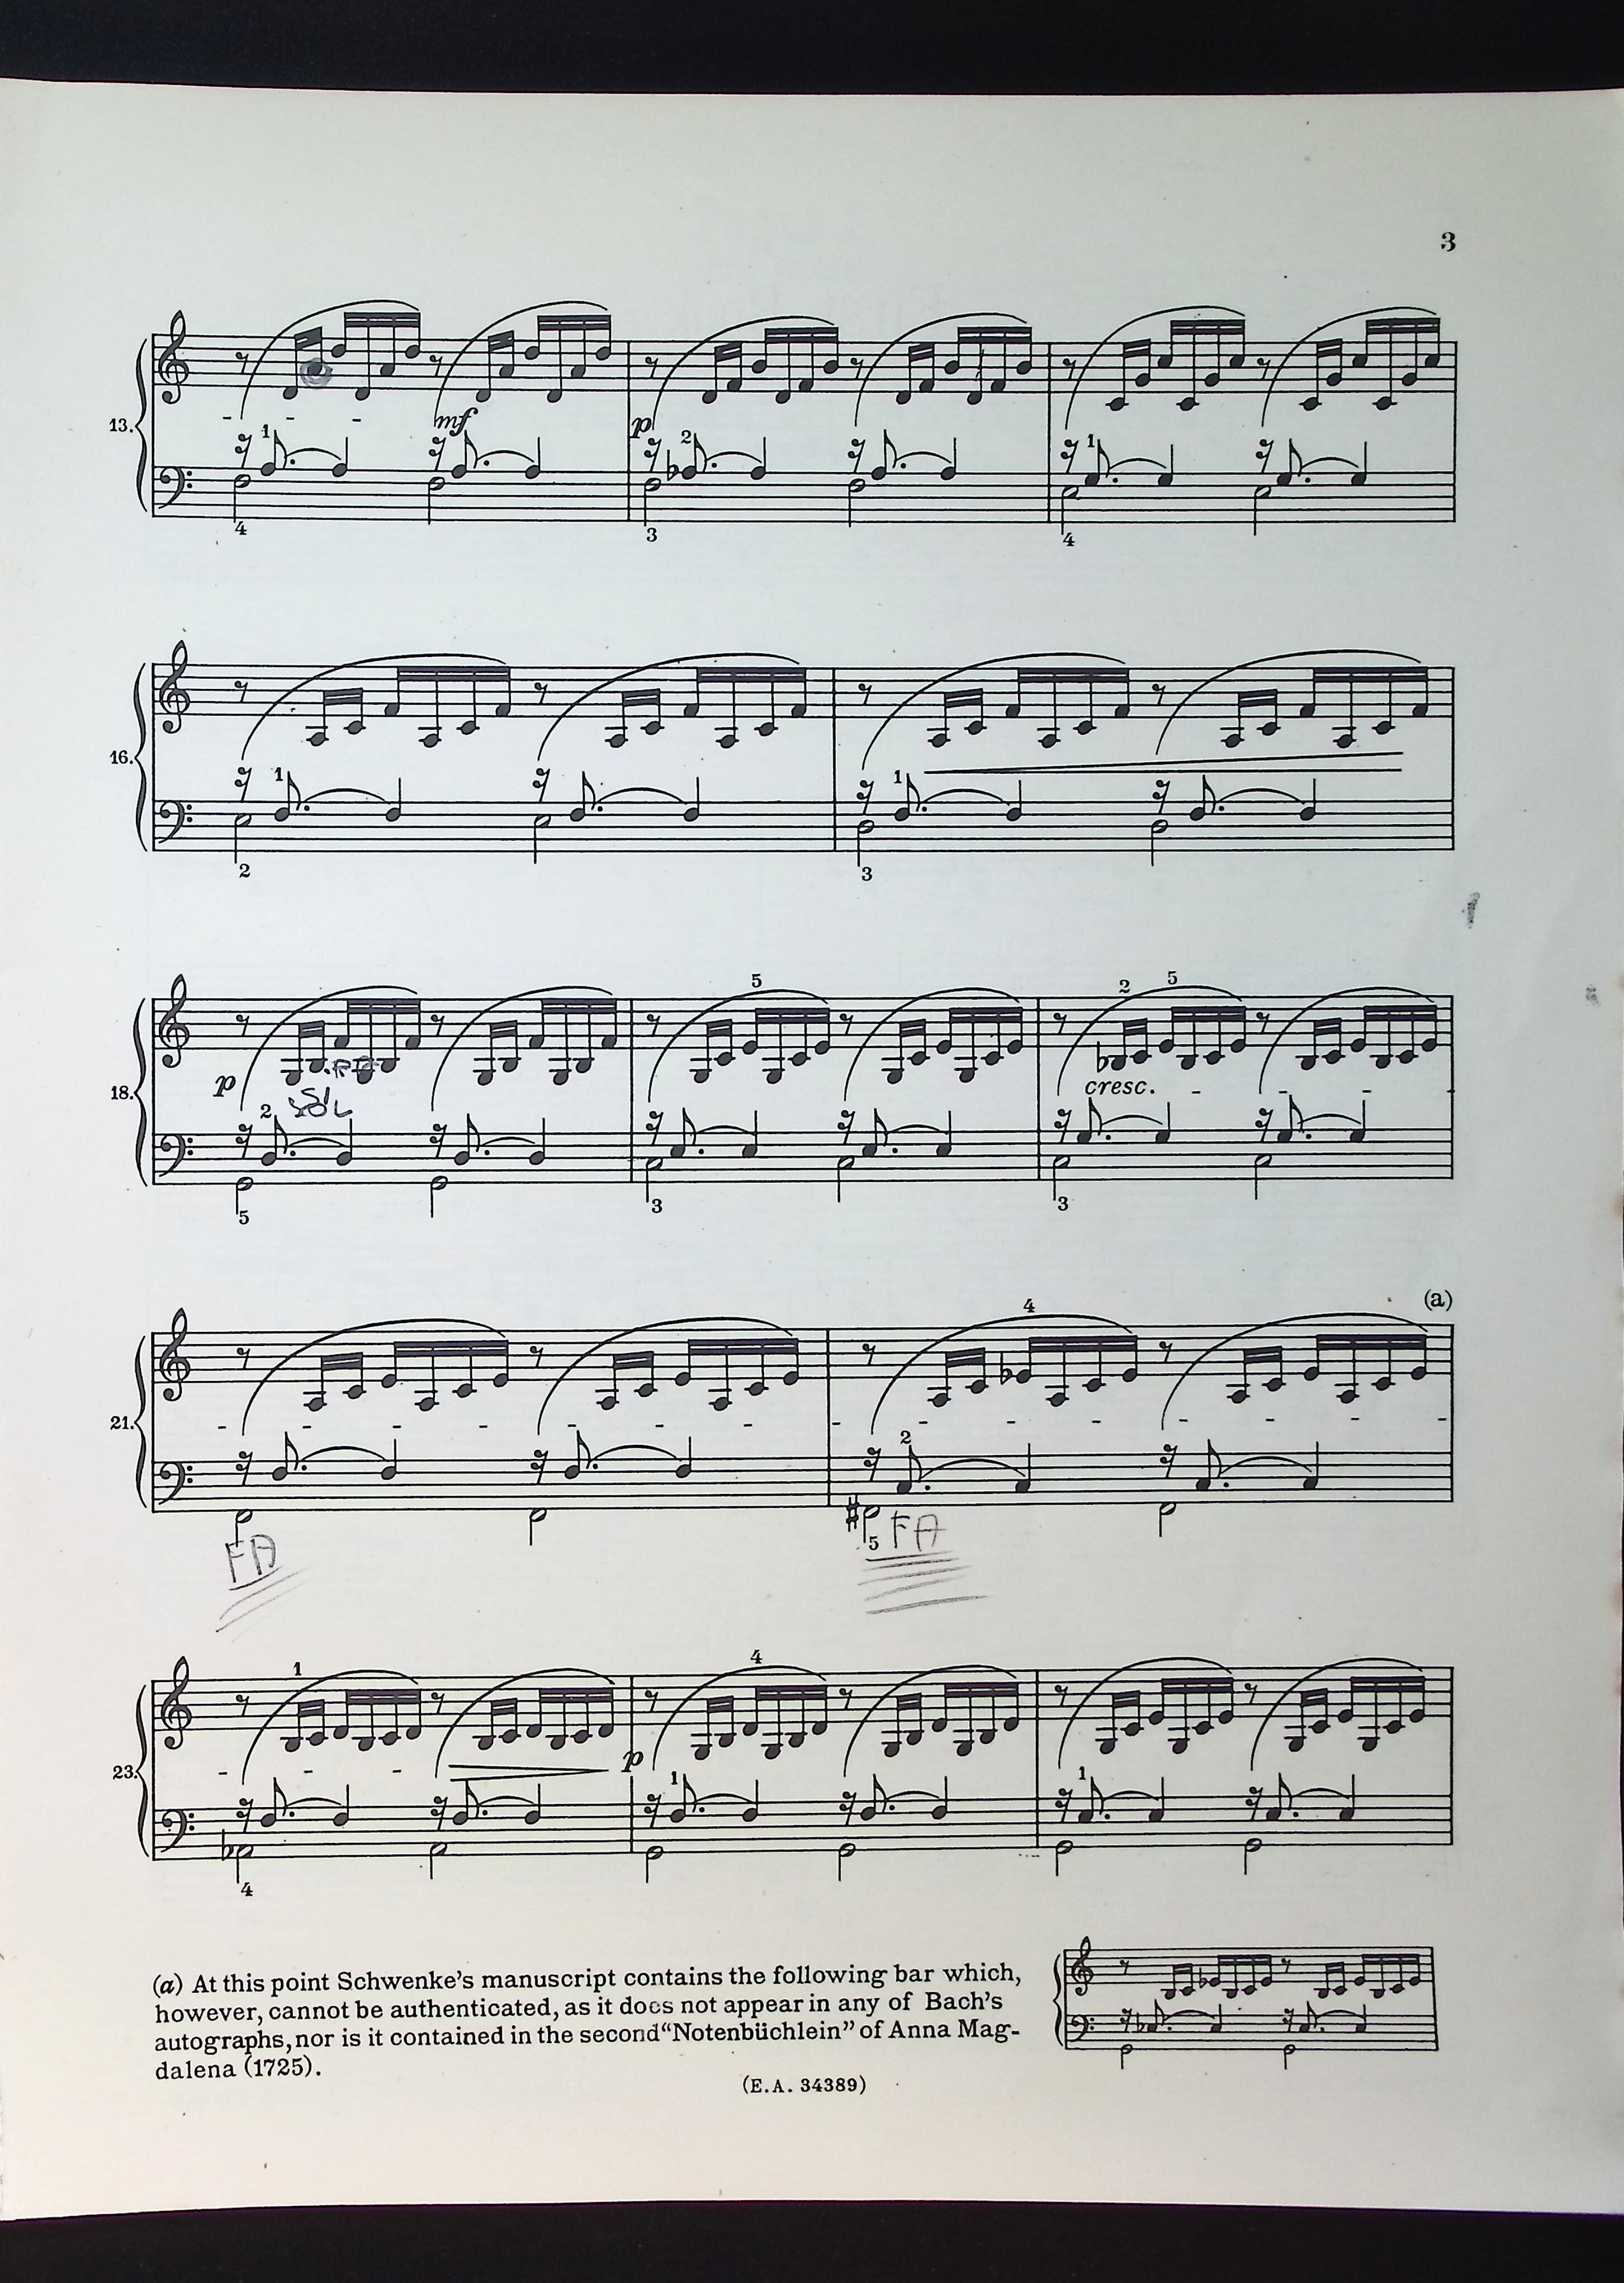 3
13.
1
mf
p
2
1
4
3
4
16.
1
1
2
3
5
2
5
18.
p
cresc. - - -
2
SOL
5
3
3
(a)
4
21.
2
FA
5 FA
1
4
23.
p
1
1
4
(a) At this point Schwenke's manuscript contains the following bar which,
however, cannot be authenticated, as it does not appear in any of Bach's
autographs, nor is it contained in the second “Notenbüchlein” of Anna Mag-
dalena (1725).
(E.A. 34389)